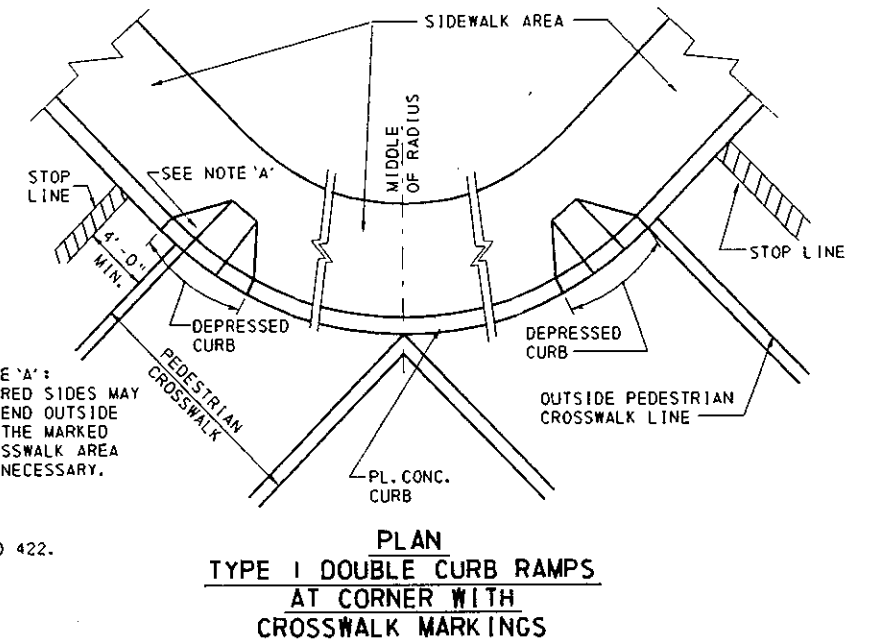 SIDEWALK AREA
MIDDLE
OF RADIUS
STOP
LINE
SEE NOTE 'A'
4'-0"
MIN.
STOP LINE
DEPRESSED
CURB
DEPRESSED
CURB
PEDESTRIAN
CROSSWALK
OUTSIDE PEDESTRIAN
CROSSWALK LINE
PL. CONC.
CURB
E 'A':
RED SIDES MAY
END OUTSIDE
THE MARKED
SSWALK AREA
NECESSARY.
422.
PLAN
TYPE I DOUBLE CURB RAMPS
AT CORNER WITH
CROSSWALK MARKINGS